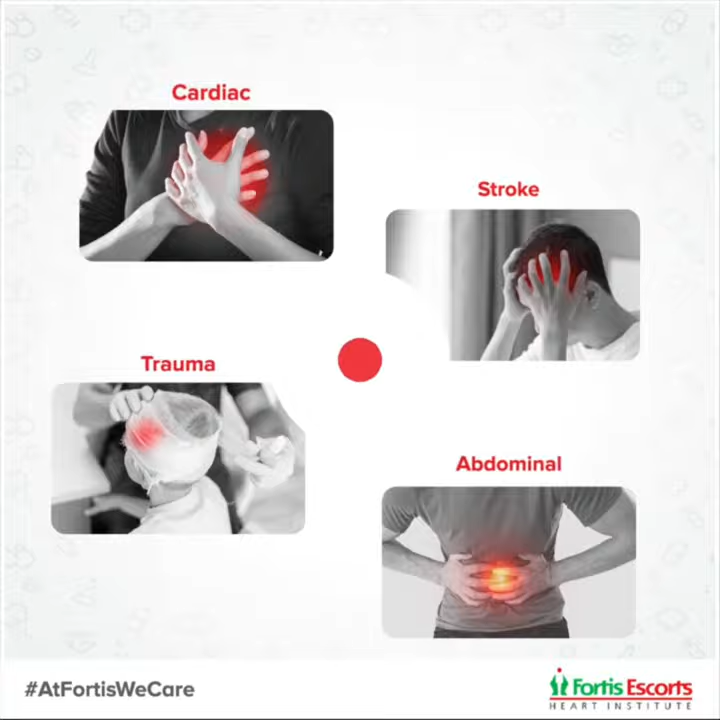 Cardiac
Stroke
Trauma
Abdominal
#AtFortisWeCare
Fortis Escorts
HEART INSTITUTE